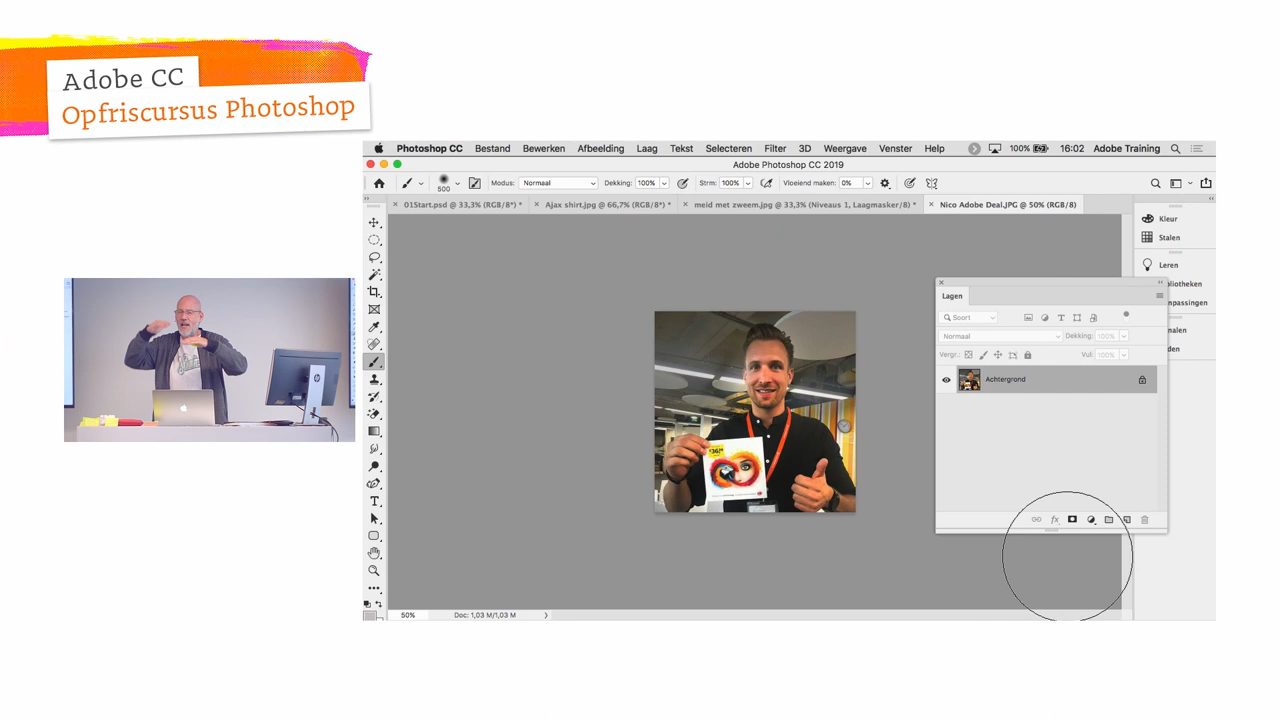 Adobe CC
Opfriscursus Photoshop
Photoshop CC Bestand Bewerken Afbeelding Laag Tekst Selecteren Filter 3D Weergave Venster Help 100% 16:02 Adobe Training
Adobe Photoshop CC 2019
500 Modus: Normaal Dekking: 100% Strm: 100% Vloeiend maken: 0%
01Start.psd @ 33,3% (RGB/8*) * Ajax shirt.jpg @ 66,7% (RGB/8*) * meid met zweem.jpg @ 33,3% (Niveaus 1, Laagmasker/8) * Nico Adobe Deal.JPG @ 50% (RGB/8)
Kleur
Stalen
Leren
bliotheken
npassingen
nalen
den
Lagen
Soort
Normaal Dekking: 100%
Vergr.: Vul: 100%
Achtergrond
fx
50% Doc: 1,03 M/1,03 M
hp